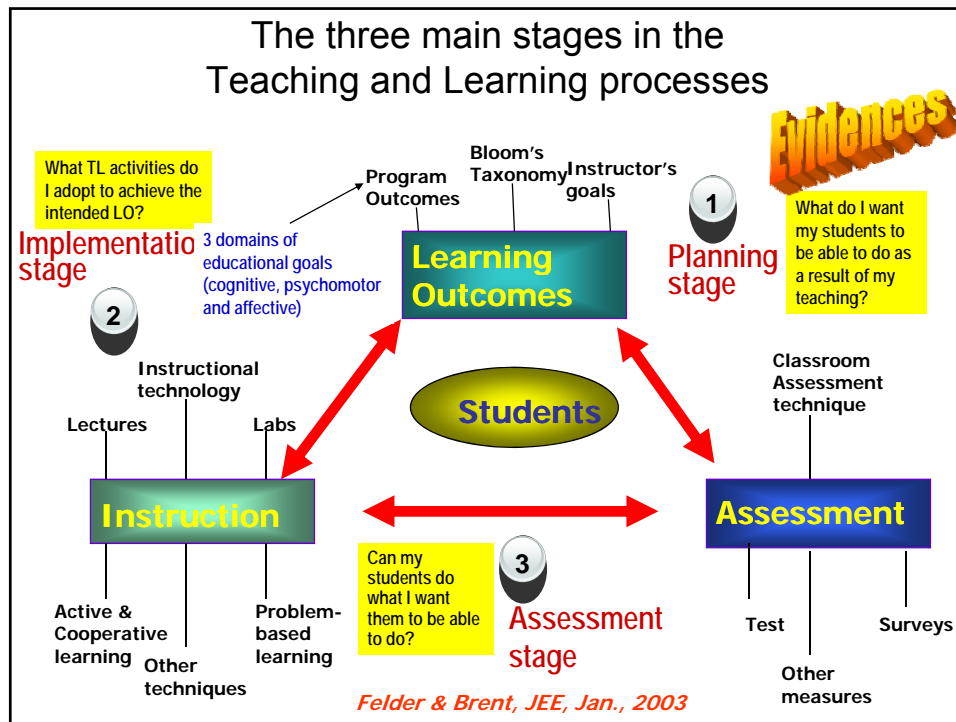 The three main stages in the
Teaching and Learning processes
Evidences
What TL activities do
I adopt to achieve the
intended LO?
Implementatio
stage
2
Program
Outcomes
Bloom's
Taxonomy
Instructor's
goals
3 domains of
educational goals
(cognitive, psychomotor
and affective)
Learning
Outcomes
1
Planning
stage
What do I want
my students to
be able to do as
a result of my
teaching?
Students
Instructional
technology
Lectures
Labs
Instruction
Active &
Cooperative
learning
Other
techniques
Problem-
based
learning
Can my
students do
what I want
them to be able
to do?
3
Assessment
stage
Classroom
Assessment
technique
Assessment
Test
Other
measures
Surveys
Felder & Brent, JEE, Jan., 2003